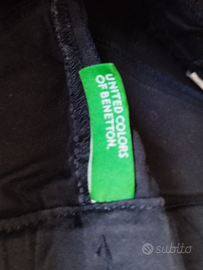 UNITED COLORS
OF BENETTON.
subito